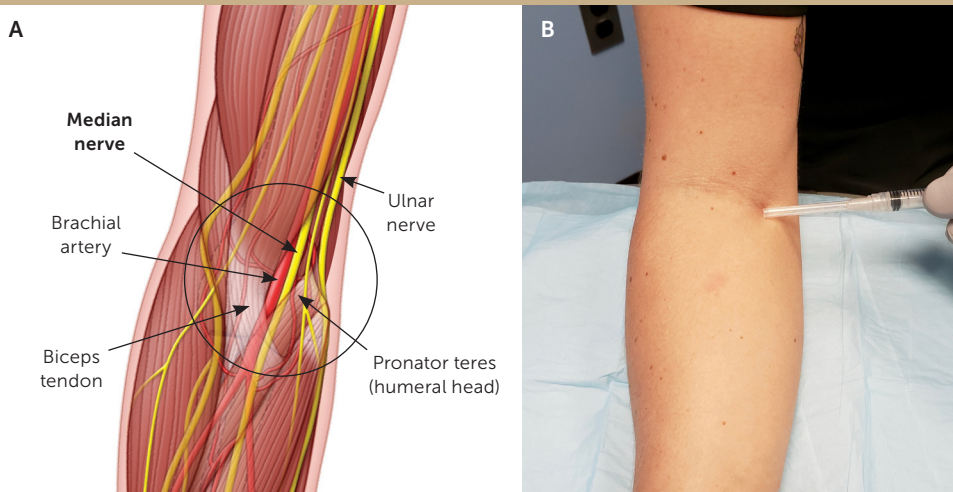 A
Median
nerve
Brachial
artery
Biceps
tendon
Ulnar
nerve
Pronator teres
(humeral head)
B